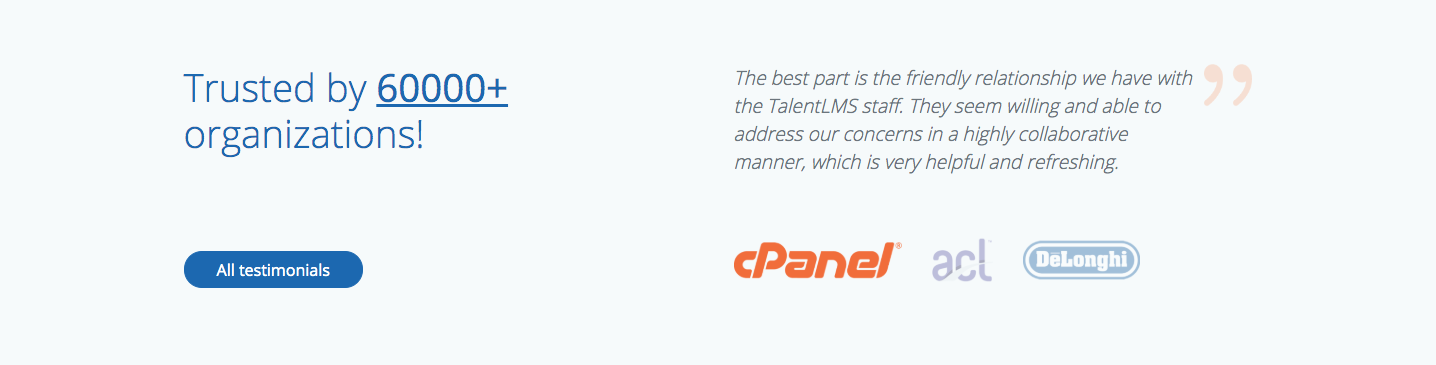 Trusted by 60000+
organizations!
The best part is the friendly relationship we have with
the TalentLMS staff. They seem willing and able to
address our concerns in a highly collaborative
manner, which is very helpful and refreshing.
”
All testimonials
cPanel®
acl
DeLonghi